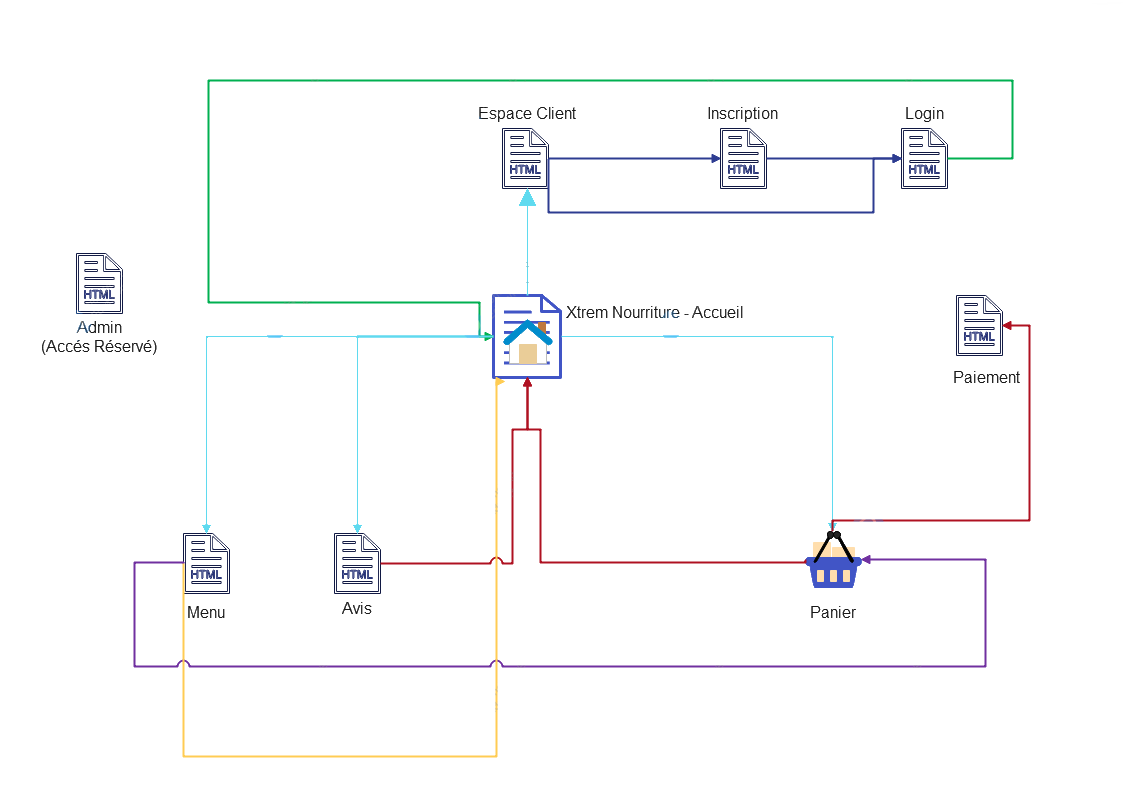 Espace Client
Inscription
Login
HTML
HTML
HTML
HTML
Admin
(Accés Réservé)
Xtrem Nourriture - Accueil
HTML
Paiement
HTML
Menu
HTML
Avis
Panier